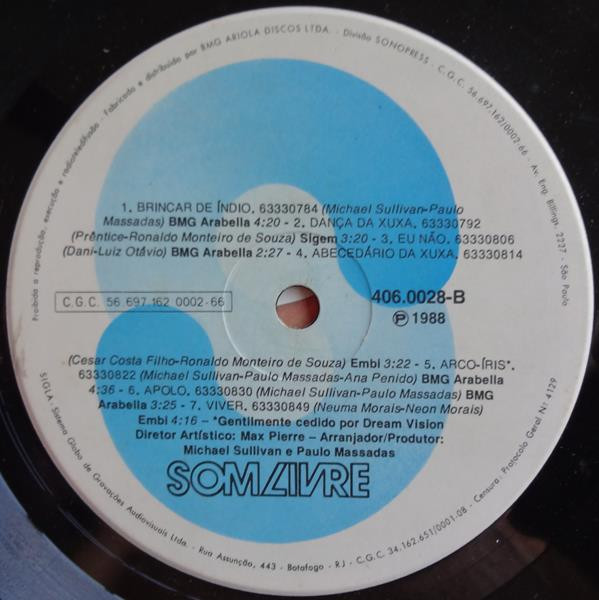 Proibida a reprodução, execução e radioteledifusão - Fabricado e distribuído por BMG ARIOLA DISCOS LTDA. - Divisão SONOPRESS - C.G.C. 56.697.162/0002-66 - Av. Eng. Billings, 2227 - São Paulo
1. BRINCAR DE ÍNDIO. 63330784 (Michael Sullivan-Paulo
Massadas) BMG Arabella 4:20 - 2. DANÇA DA XUXA. 63330792
(Prêntice-Ronaldo Monteiro de Souza) Sigem 3:20 - 3. EU NÃO. 63330806
(Dani-Luiz Otávio) BMG Arabella 2:27 - 4. ABECEDÁRIO DA XUXA. 63330814
C.G.C. 56 697 162 0002-66
406.0028-B
Ⓟ 1988
(Cesar Costa Filho-Ronaldo Monteiro de Souza) Embi 3:22 - 5. ARCO-ÍRIS*.
63330822 (Michael Sullivan-Paulo Massadas-Ana Penido) BMG Arabella
4:36 - 6. APOLO. 63330830 (Michael Sullivan-Paulo Massadas) BMG
Arabella 3:25 - 7. VIVER. 63330849 (Neuma Morais-Neon Morais)
Embi 4:16 - *Gentilmente cedido por Dream Vision
Diretor Artístico: Max Pierre - Arranjador/Produtor:
Michael Sullivan e Paulo Massadas
SOM LIVRE
SIGLA - Sistema Globo de Gravações Audiovisuais Ltda. - Rua Assunção, 443 - Botafogo - RJ - C.G.C. 34.162.651/0001-08 - Censura: Protocolo Geral N.º 4129